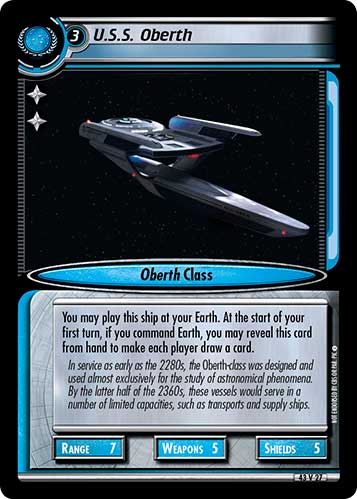 3 U.S.S. Oberth
Oberth Class
You may play this ship at your Earth. At the start of your
first turn, if you command Earth, you may reveal this card
from hand to make each player draw a card.
In service as early as the 2280s, the Oberth-class was designed and
used almost exclusively for the study of astronomical phenomena.
By the latter half of the 2360s, these vessels would serve in a
number of limited capacities, such as transports and supply ships.
RANGE 7 WEAPONS 5 SHIELDS 5
43 V 27